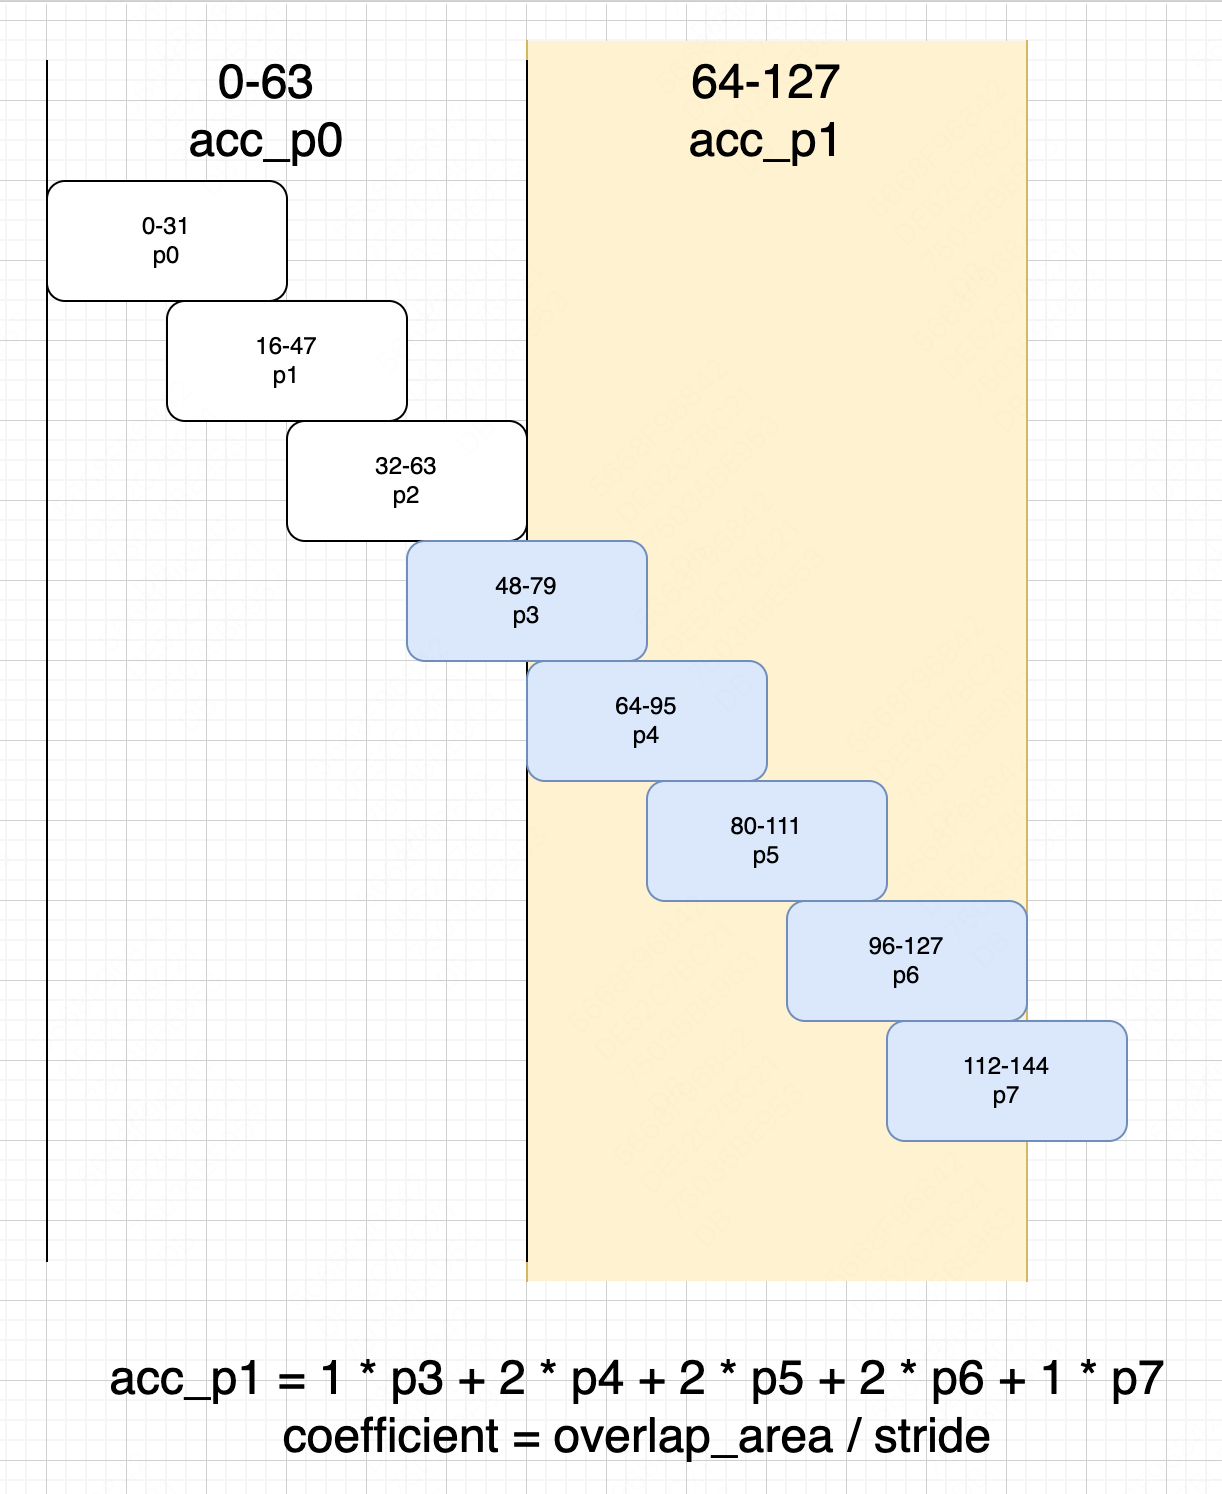 0-63
acc_p0
64-127
acc_p1
0-31
p0
16-47
p1
32-63
p2
48-79
p3
64-95
p4
80-111
p5
96-127
p6
112-144
p7
acc_p1 = 1 * p3 + 2 * p4 + 2 * p5 + 2 * p6 + 1 * p7
coefficient = overlap_area / stride